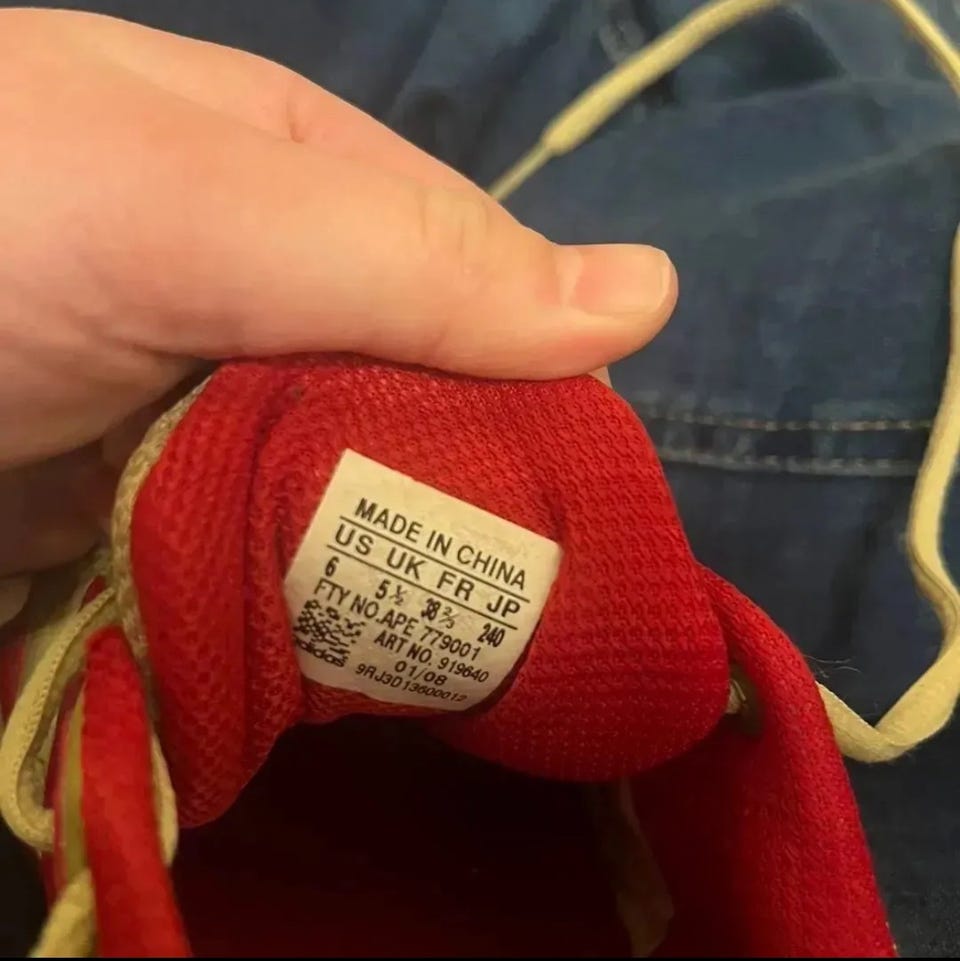 MADE IN CHINA
US UK FR JP
6 5½ 38⅔ 240
FTY NO.APE 779001
ART NO. 919640
01/08
adidas 9RJ3D13600012